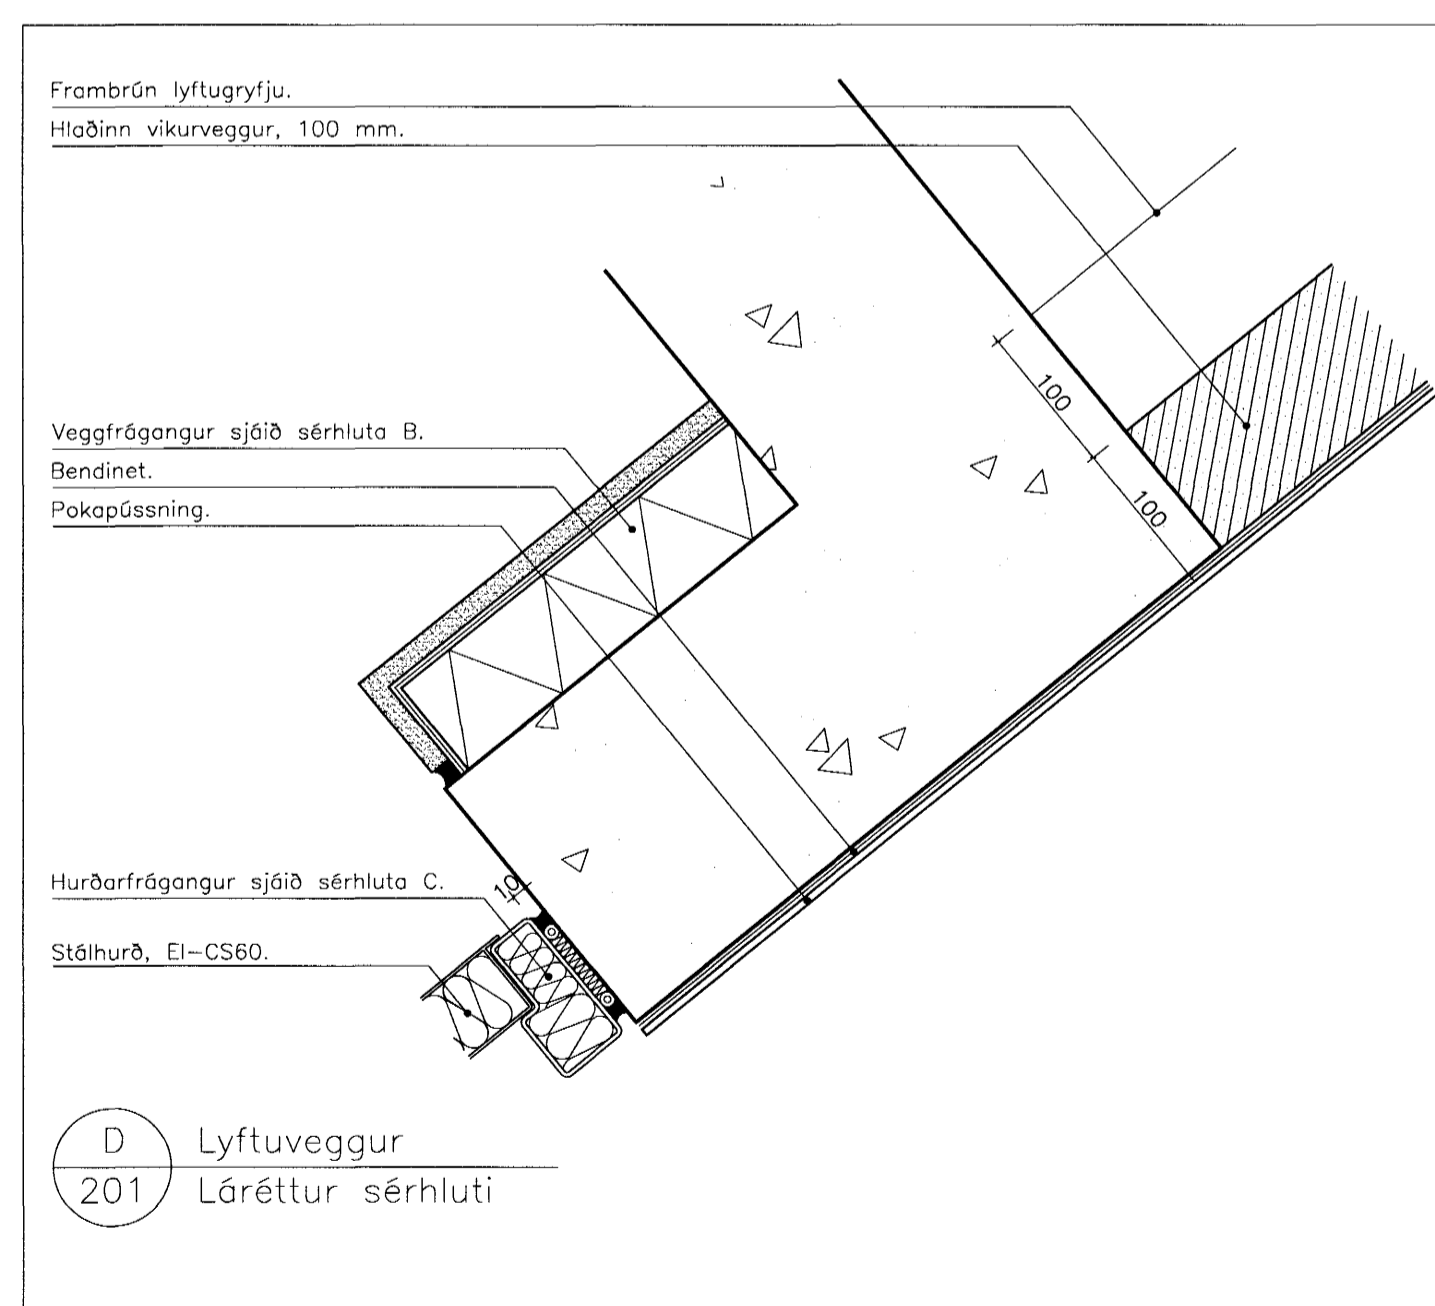 Frambrún lyftugryfju.
Hlaðinn vikurveggur, 100 mm.
100
100
Veggfrágangur sjáið sérhluta B.
Bendinet.
Pokapússning.
Hurðarfrágangur sjáið sérhluta C.
10
Stálhurð, EI-CS60.
D
201
Lyftuveggur
Láréttur sérhluti